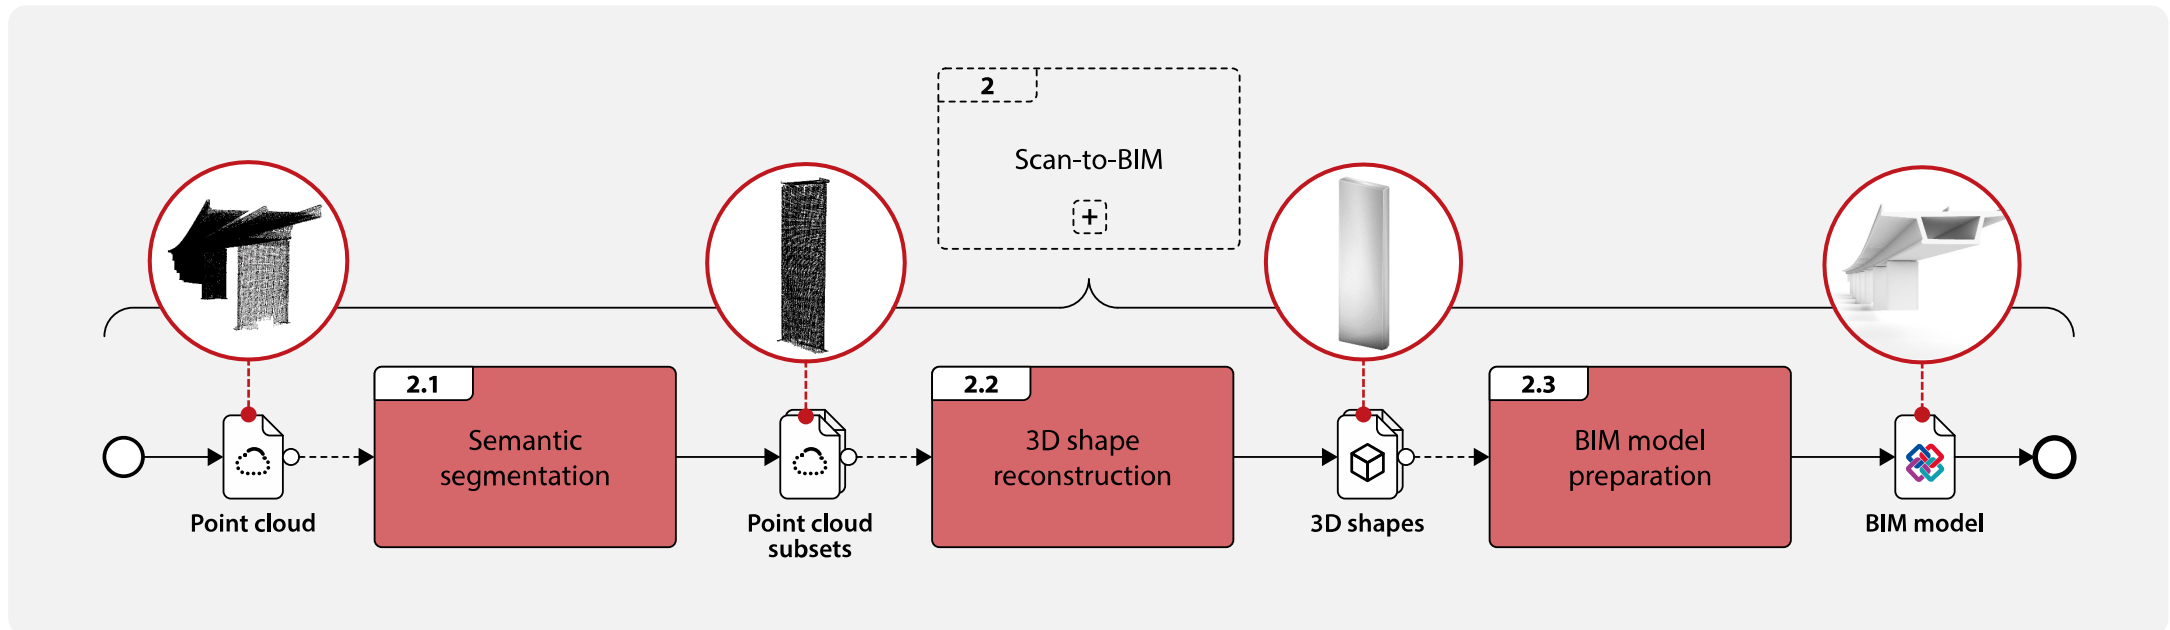 2
Scan-to-BIM
+
2.1
Semantic
segmentation
2.2
3D shape
reconstruction
2.3
BIM model
preparation
Point cloud
Point cloud
subsets
3D shapes
BIM model